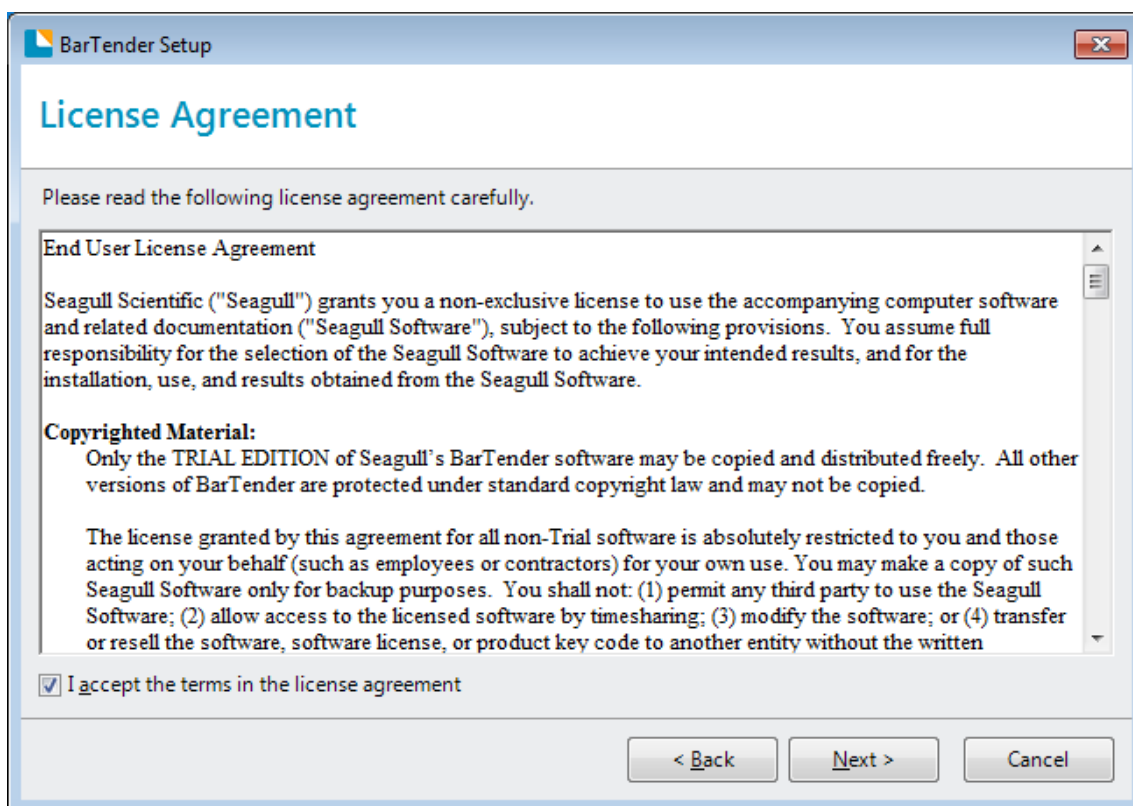 BarTender Setup
License Agreement
Please read the following license agreement carefully.
End User License Agreement
Seagull Scientific ("Seagull") grants you a non-exclusive license to use the accompanying computer software
and related documentation ("Seagull Software"), subject to the following provisions.  You assume full
responsibility for the selection of the Seagull Software to achieve your intended results, and for the
installation, use, and results obtained from the Seagull Software.
Copyrighted Material:
Only the TRIAL EDITION of Seagull’s BarTender software may be copied and distributed freely.  All other
versions of BarTender are protected under standard copyright law and may not be copied.
The license granted by this agreement for all non-Trial software is absolutely restricted to you and those
acting on your behalf (such as employees or contractors) for your own use. You may make a copy of such
Seagull Software only for backup purposes.  You shall not: (1) permit any third party to use the Seagull
Software; (2) allow access to the licensed software by timesharing; (3) modify the software; or (4) transfer
or resell the software, software license, or product key code to another entity without the written
I accept the terms in the license agreement
< Back
Next >
Cancel